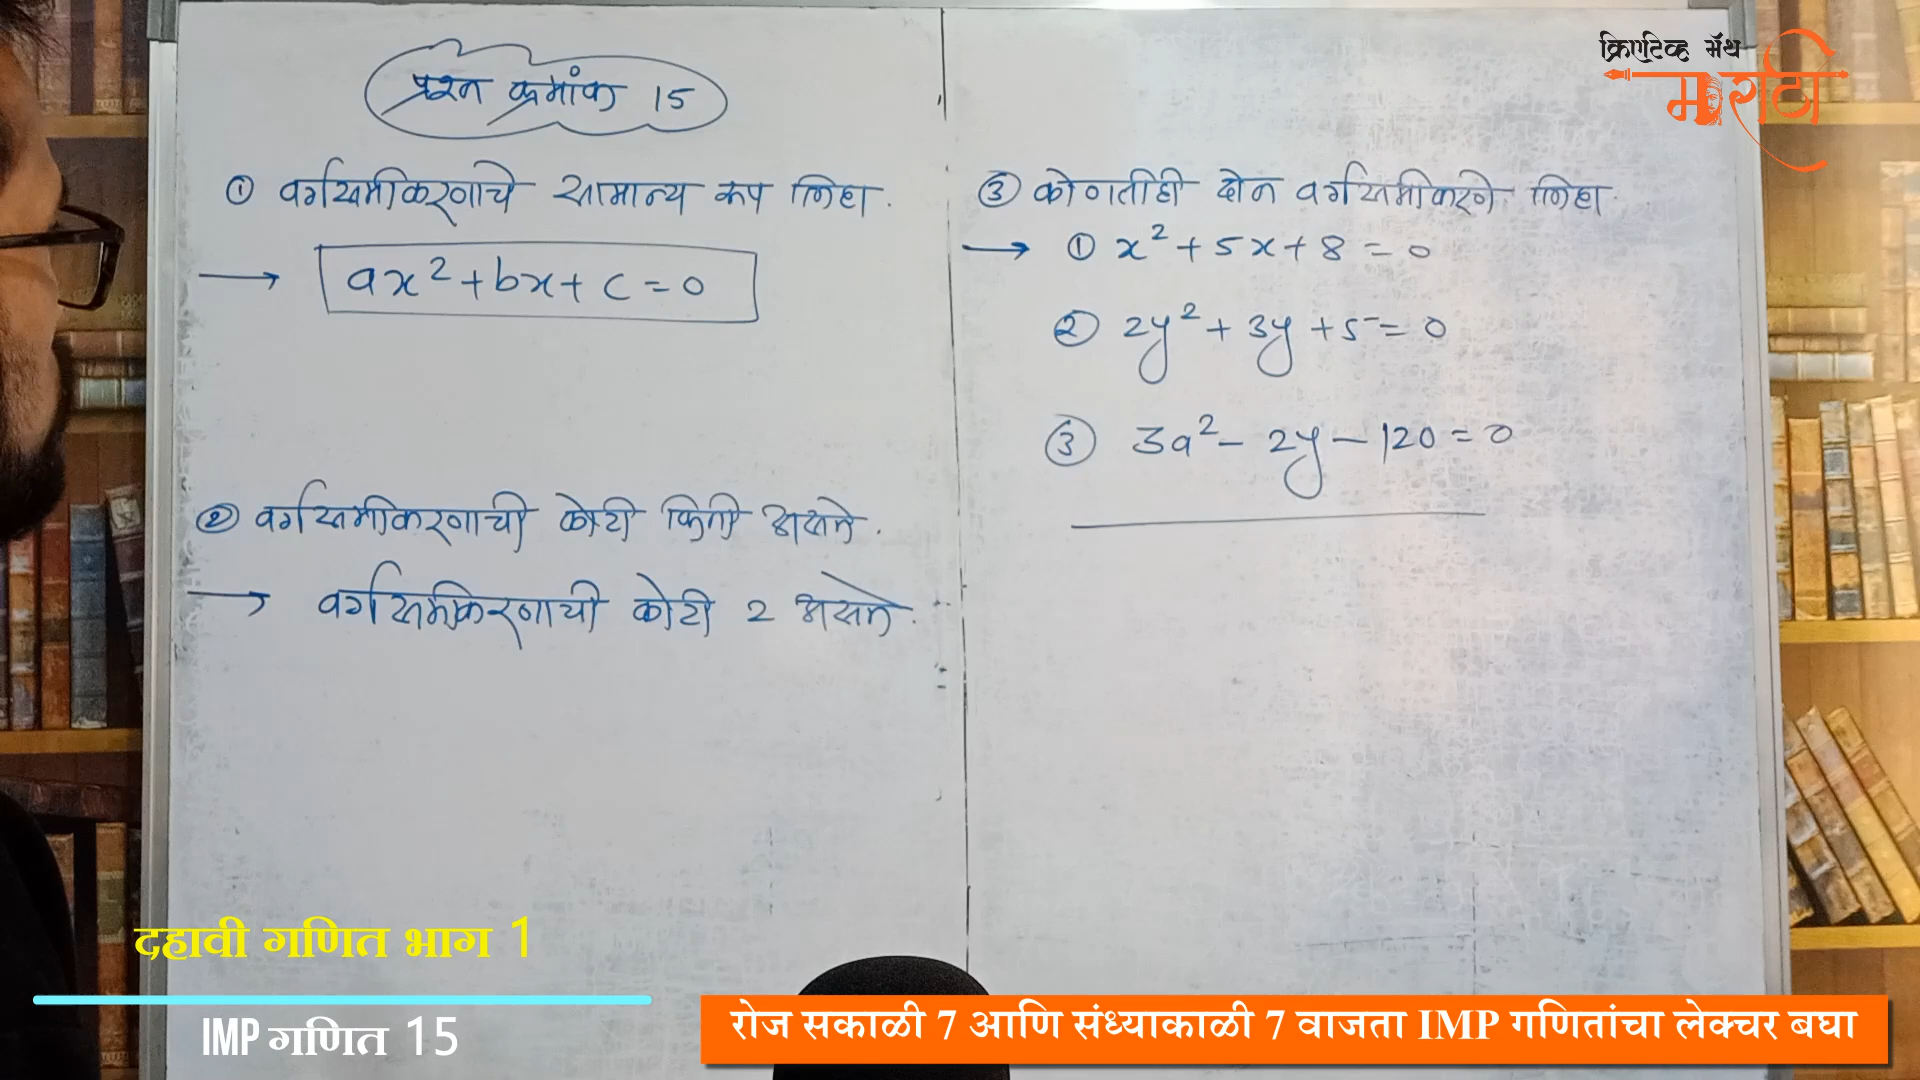 क्रिएटिव्ह मॅथ
मराठी
प्रश्न क्रमांक 15
① वर्गसमीकरणाचे सामान्य रूप लिहा.
→ ax² + bx + c = 0
② वर्गसमीकरणाची कोटी किती असते.
→ वर्गसमीकरणाची कोटी 2 असते.
③ कोणतीही दोन वर्गसमीकरणे लिहा.
→ ① x² + 5x + 8 = 0
② 2y² + 3y + 5 = 0
③ 3a² – 2y – 120 = 0
दहावी गणित भाग 1
IMP गणित 15
रोज सकाळी 7 आणि संध्याकाळी 7 वाजता IMP गणितांचा लेक्चर बघा